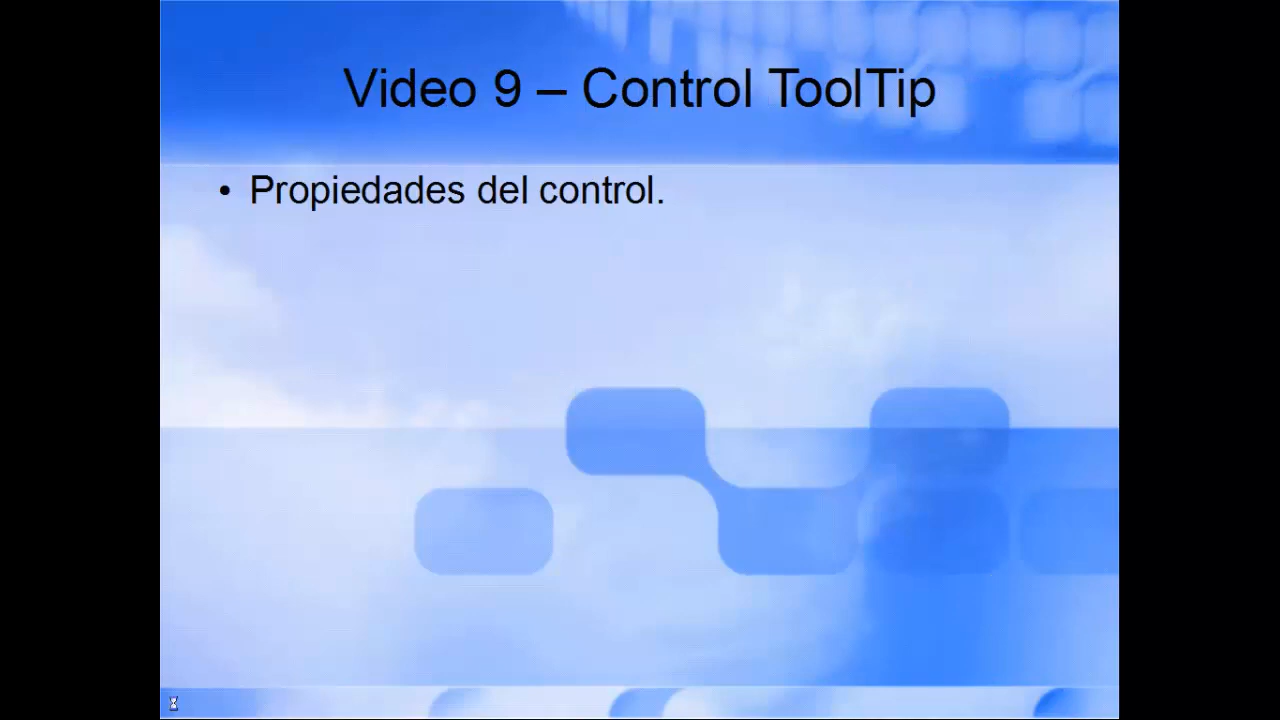 Video 9 – Control ToolTip
• Propiedades del control.